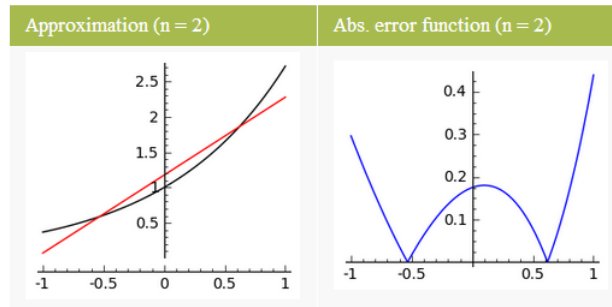 Approximation (n = 2)
Abs. error function (n = 2)
2.5
2
1.5
1
0.5
-1 -0.5 0 0.5 1
0.4
0.3
0.2
0.1
-1 -0.5 0.5 1